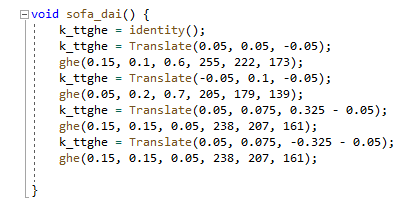 void sofa_dai() {
k_ttghe = identity();
k_ttghe = Translate(0.05, 0.05, -0.05);
ghe(0.15, 0.1, 0.6, 255, 222, 173);
k_ttghe = Translate(-0.05, 0.1, -0.05);
ghe(0.05, 0.2, 0.7, 205, 179, 139);
k_ttghe = Translate(0.05, 0.075, 0.325 - 0.05);
ghe(0.15, 0.15, 0.05, 238, 207, 161);
k_ttghe = Translate(0.05, 0.075, -0.325 - 0.05);
ghe(0.15, 0.15, 0.05, 238, 207, 161);
}